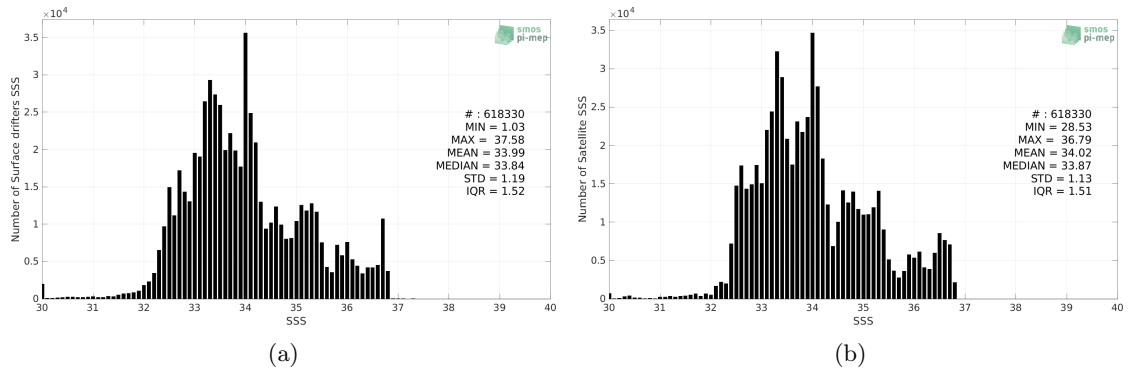 ×10⁴
smos
pi-mep
3.5
3
2.5
2
1.5
1
0.5
0
Number of Surface drifters SSS
# : 618330
MIN = 1.03
MAX = 37.58
MEAN = 33.99
MEDIAN = 33.84
STD = 1.19
IQR = 1.52
30 31 32 33 34 35 36 37 38 39 40
SSS
(a)
×10⁴
smos
pi-mep
3.5
3
2.5
2
1.5
1
0.5
0
Number of Satellite SSS
# : 618330
MIN = 28.53
MAX = 36.79
MEAN = 34.02
MEDIAN = 33.87
STD = 1.13
IQR = 1.51
30 31 32 33 34 35 36 37 38 39 40
SSS
(b)